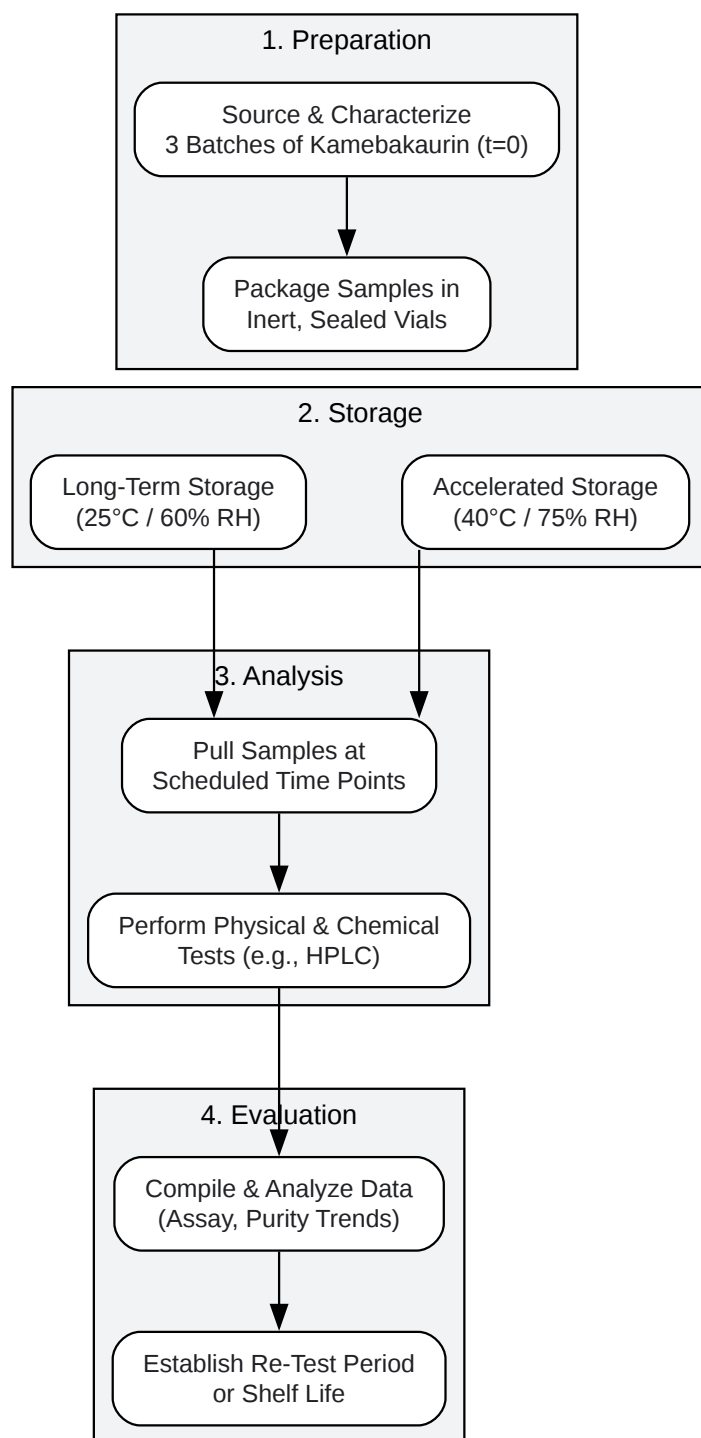 1. Preparation
Source & Characterize
3 Batches of Kamebakaurin (t=0)
Package Samples in
Inert, Sealed Vials
2. Storage
Long-Term Storage
(25°C / 60% RH)
Accelerated Storage
(40°C / 75% RH)
3. Analysis
Pull Samples at
Scheduled Time Points
Perform Physical & Chemical
Tests (e.g., HPLC)
4. Evaluation
Compile & Analyze Data
(Assay, Purity Trends)
Establish Re-Test Period
or Shelf Life